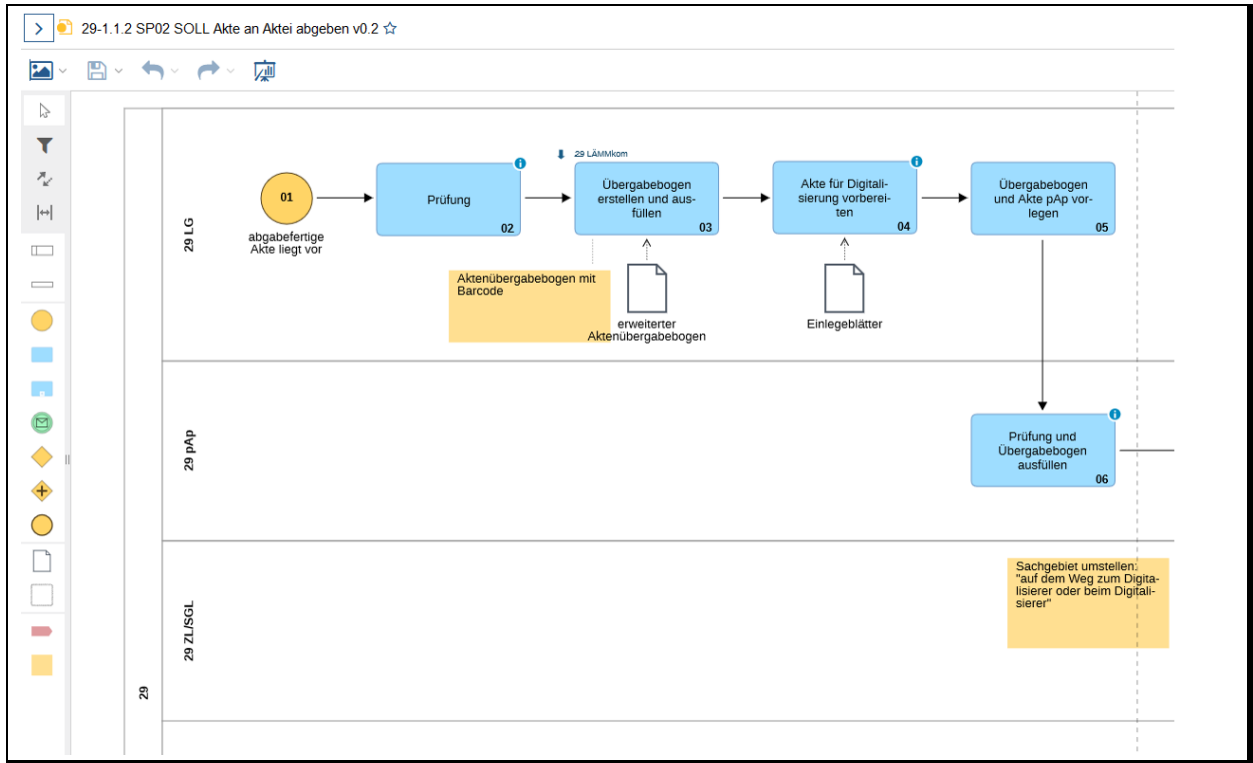 29-1.1.2 SP02 SOLL Akte an Aktei abgeben v0.2
29 LG
01
abgabefertige
Akte liegt vor
Prüfung
02
29 LÄMMkom
Übergabebogen
erstellen und aus-
füllen
03
Akte für Digitali-
sierung vorberei-
ten
04
Übergabebogen
und Akte pAp vor-
legen
05
Aktenübergabebogen mit
Barcode
erweiterter
Aktenübergabebogen
Einlegeblätter
29 pAp
Prüfung und
Übergabebogen
ausfüllen
06
29 ZL/SGL
Sachgebiet umstellen:
"auf dem Weg zum Digita-
lisierer oder beim Digitali-
sierer"
29